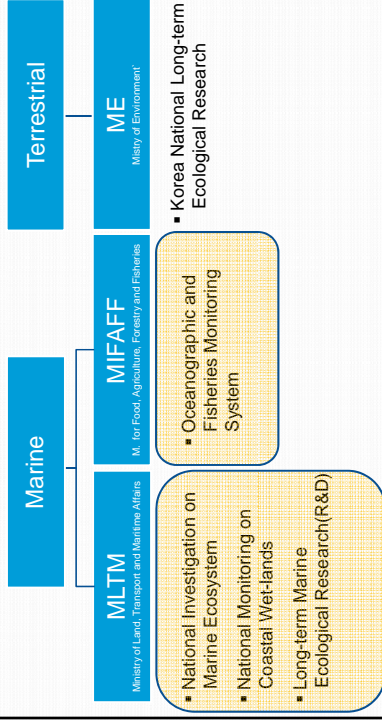 Marine
Terrestrial
MLTM
Ministry of Land, Transport and Maritime Affairs
MIFAFF
M. for Food, Agriculture, Forestry and Fisheries
ME
Mistry of Environment`
▪ National Investigation on
Marine Ecosystem
▪ National Monitoring on
Coastal Wet-lands
▪ Long-term Marine
Ecological Research(R&D)
▪ Oceanographic and
Fisheries Monitoring
System
▪ Korea National Long-term
Ecological Research